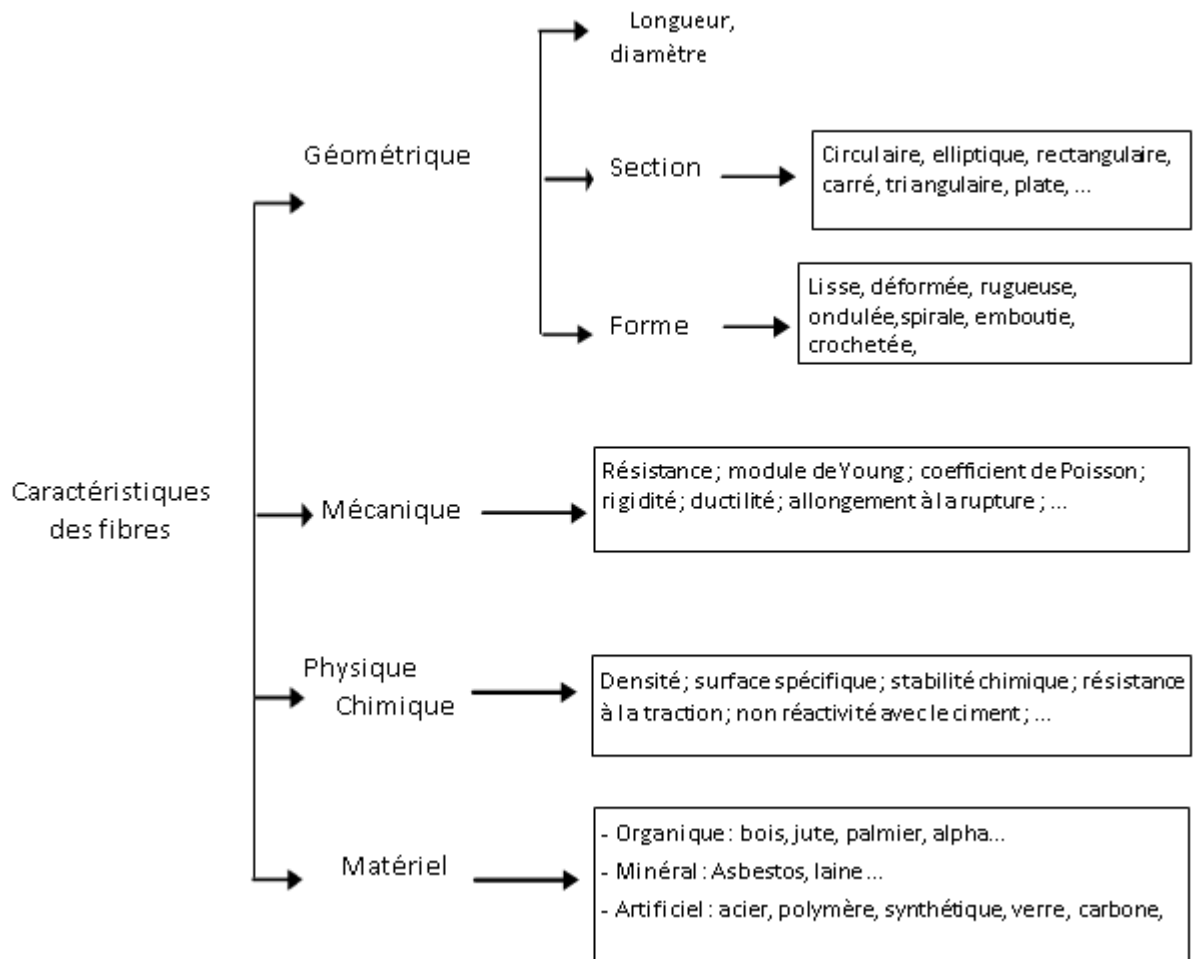 Longueur,
diamètre
Géométrique
Section
Circulaire, elliptique, rectangulaire,
carré, triangulaire, plate, ...
Forme
Lisse, déformée, rugueuse,
ondulée,spirale, emboutie,
crochetée,
Caractéristiques
des fibres
Mécanique
Résistance; module de Young; coefficient de Poisson;
rigidité; ductilité; allongement à la rupture; ...
Physique
Chimique
Densité; surface spécifique; stabilité chimique; résistance
à la traction; non réactivité avec le ciment; ...
Matériel
- Organique: bois, jute, palmier, alpha...
- Minéral: Asbestos, laine ...
- Artificiel: acier, polymère, synthétique, verre, carbone,